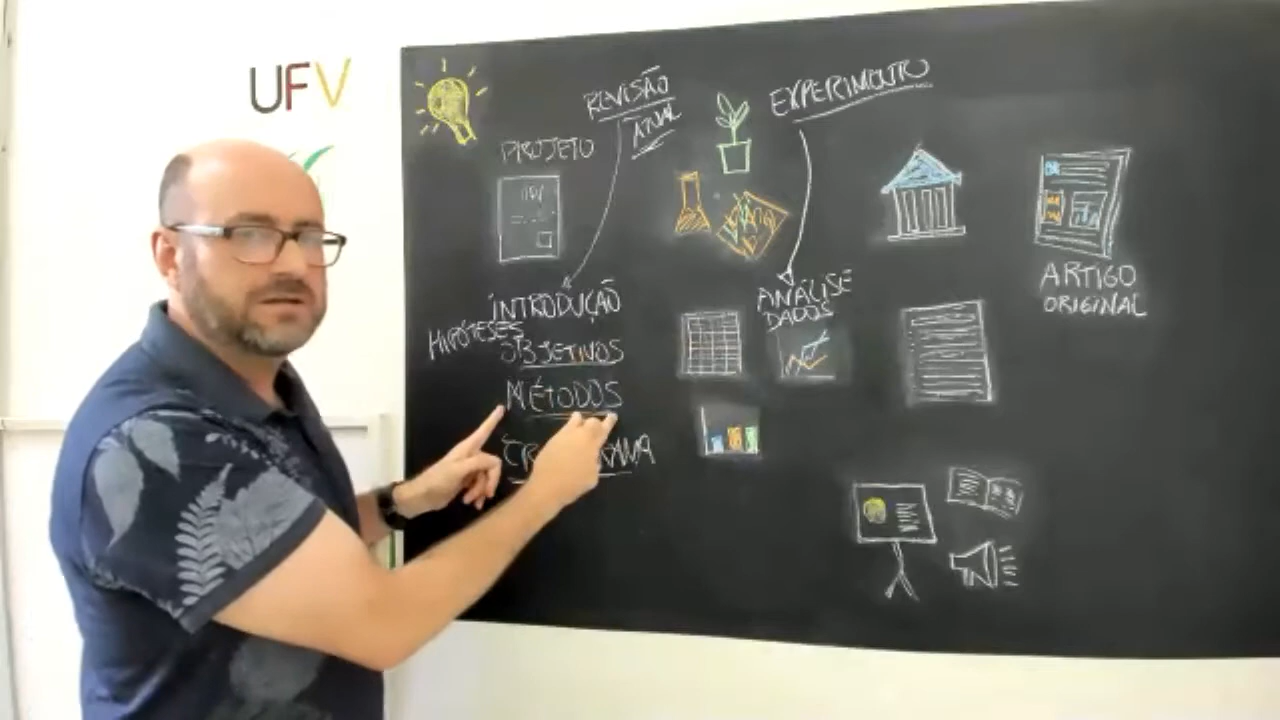 UFV
REVISÃO
ATUAL
EXPERIMENTO
PROJETO
INTRODUÇÃO
HIPÓTESES
OBJETIVOS
MÉTODOS
ANÁLISE
DADOS
ARTIGO
ORIGINAL